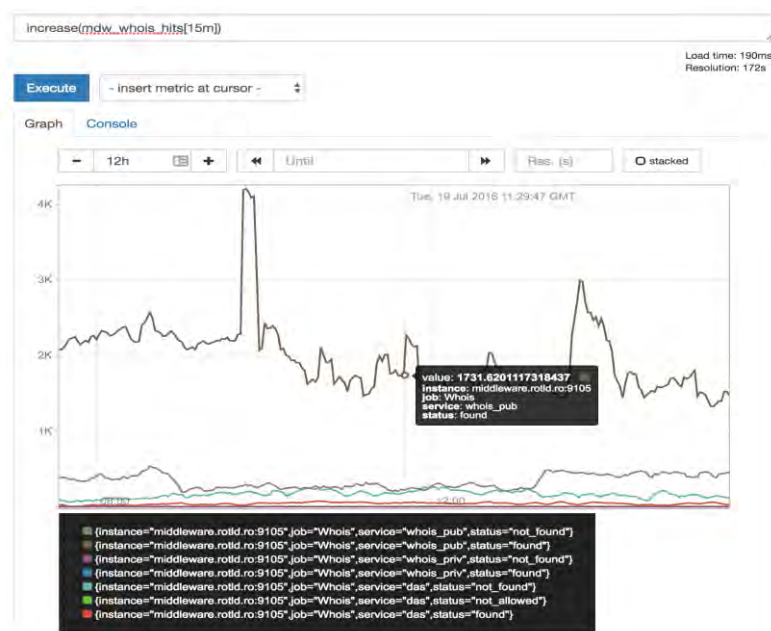 increase(mdw_whois_hits[15m])
Load time: 190ms
Resolution: 172s
Execute
- insert metric at cursor -
Graph
Console
12h
Until
Res. (s)
stacked
Tue, 19 Jul 2016 11:29:47 GMT
4K
3K
2K
value: 1731.6201117318437
instance: middleware.rotld.ro:9105
job: Whois
service: whois_pub
status: found
1K
{instance="middleware.rotld.ro:9105",job="Whois",service="whois_pub",status="not_found"}
{instance="middleware.rotld.ro:9105",job="Whois",service="whois_pub",status="found"}
{instance="middleware.rotld.ro:9105",job="Whois",service="whois_priv",status="not_found"}
{instance="middleware.rotld.ro:9105",job="Whois",service="whois_priv",status="found"}
{instance="middleware.rotld.ro:9105",job="Whois",service="das",status="not_found"}
{instance="middleware.rotld.ro:9105",job="Whois",service="das",status="not_allowed"}
{instance="middleware.rotld.ro:9105",job="Whois",service="das",status="found"}